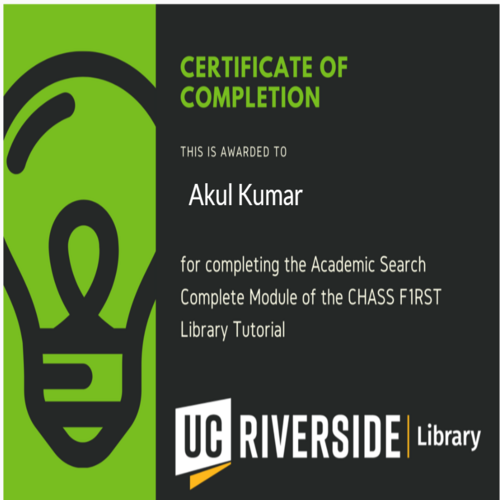 CERTIFICATE OF
COMPLETION
THIS IS AWARDED TO
Akul Kumar
for completing the Academic Search
Complete Module of the CHASS F1RST
Library Tutorial
UC RIVERSIDE | Library